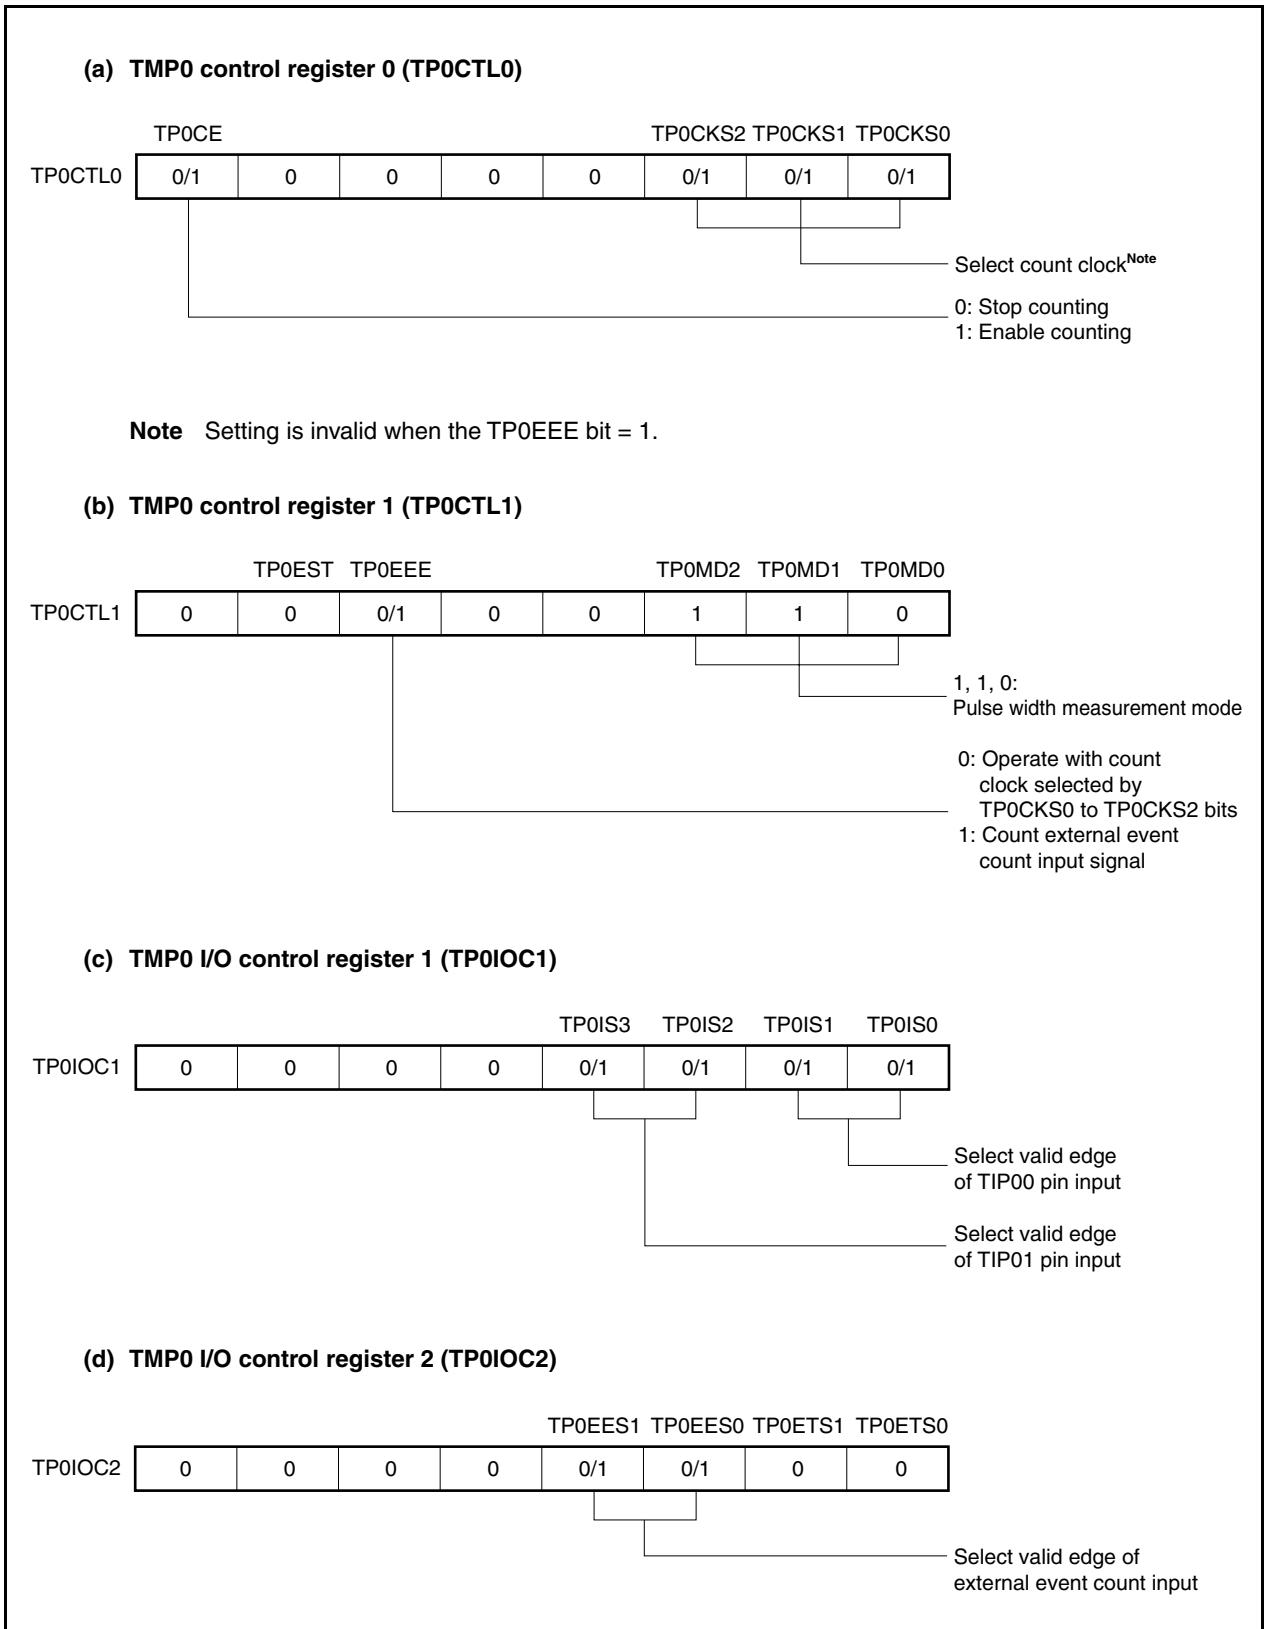 (a) TMP0 control register 0 (TP0CTL0)
TP0CE TP0CKS2 TP0CKS1 TP0CKS0
TP0CTL0 0/1 0 0 0 0 0/1 0/1 0/1
Select count clockNote
0: Stop counting
1: Enable counting
Note Setting is invalid when the TP0EEE bit = 1.
(b) TMP0 control register 1 (TP0CTL1)
TP0EST TP0EEE TP0MD2 TP0MD1 TP0MD0
TP0CTL1 0 0 0/1 0 0 1 1 0
1, 1, 0:
Pulse width measurement mode
0: Operate with count
clock selected by
TP0CKS0 to TP0CKS2 bits
1: Count external event
count input signal
(c) TMP0 I/O control register 1 (TP0IOC1)
TP0IS3 TP0IS2 TP0IS1 TP0IS0
TP0IOC1 0 0 0 0 0/1 0/1 0/1 0/1
Select valid edge
of TIP00 pin input
Select valid edge
of TIP01 pin input
(d) TMP0 I/O control register 2 (TP0IOC2)
TP0EES1 TP0EES0 TP0ETS1 TP0ETS0
TP0IOC2 0 0 0 0 0/1 0/1 0 0
Select valid edge of
external event count input